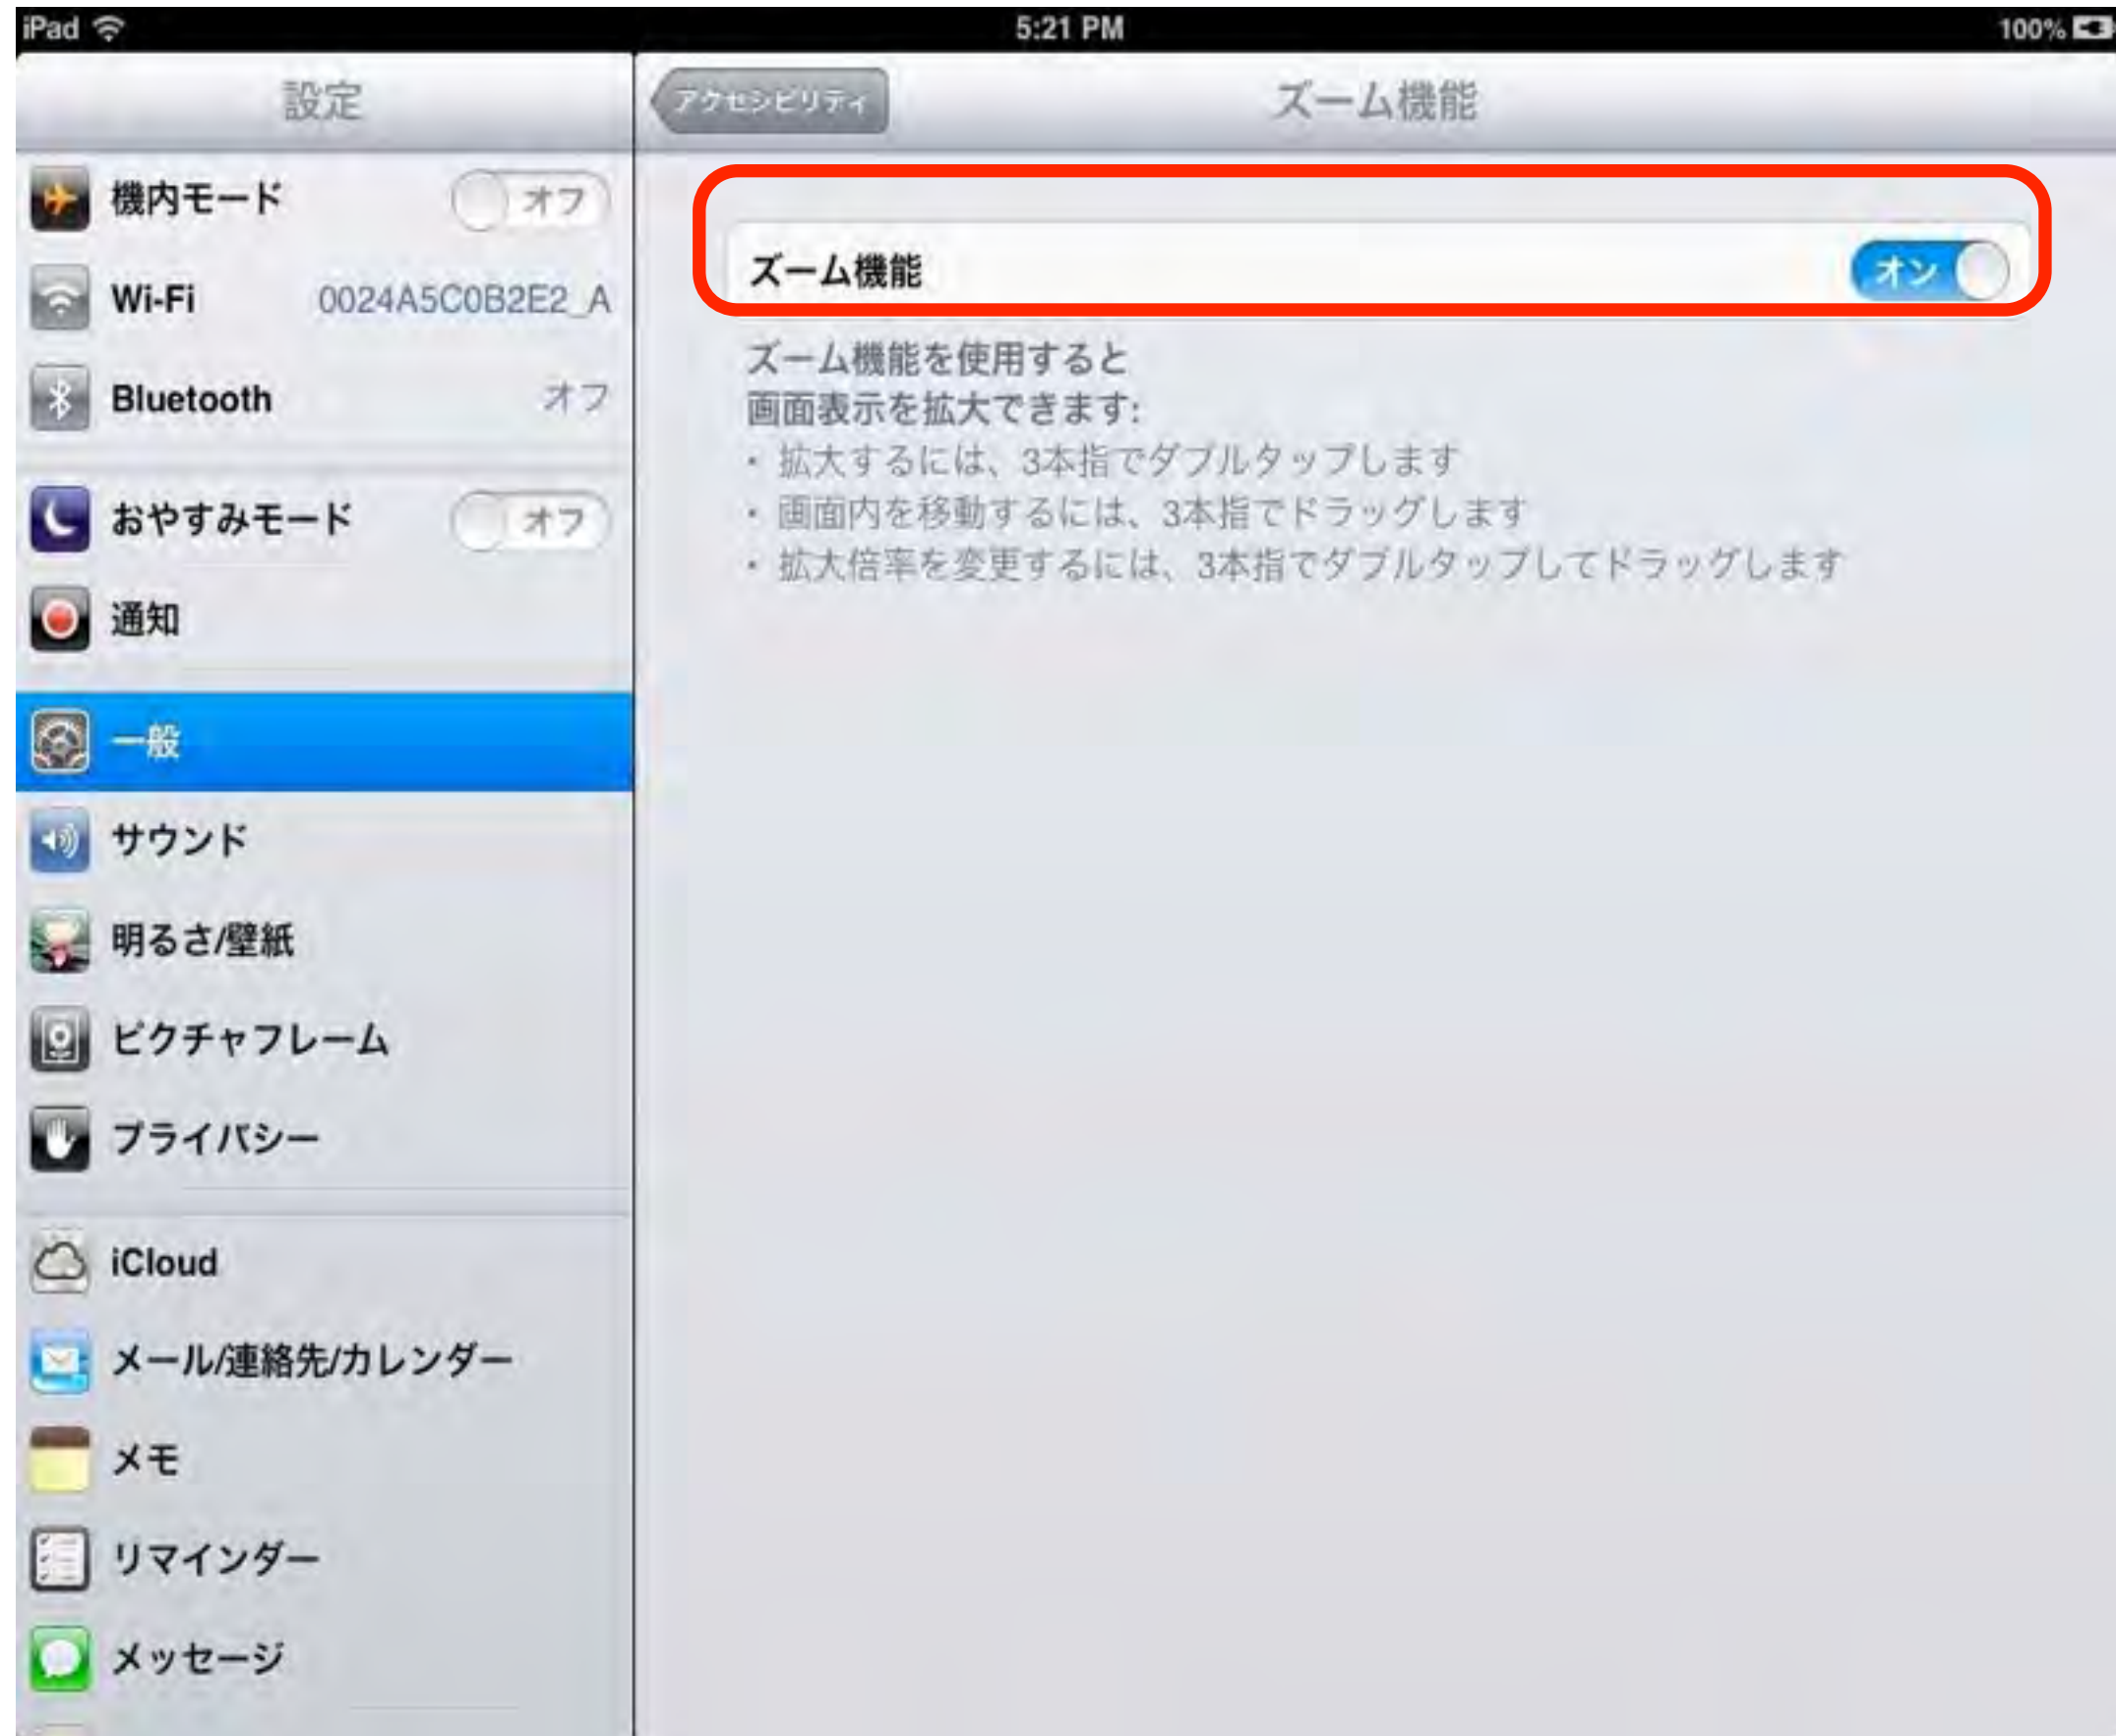 iPad 5:21 PM 100%
設定
機内モード オフ
Wi-Fi 0024A5C0B2E2_A
Bluetooth オフ
おやすみモード オフ
通知
一般
サウンド
明るさ/壁紙
ピクチャフレーム
プライバシー
iCloud
メール/連絡先/カレンダー
メモ
リマインダー
メッセージ
アクセシビリティ ズーム機能
ズーム機能 オン
ズーム機能を使用すると
画面表示を拡大できます:
・拡大するには、3本指でダブルタップします
・画面内を移動するには、3本指でドラッグします
・拡大倍率を変更するには、3本指でダブルタップしてドラッグします